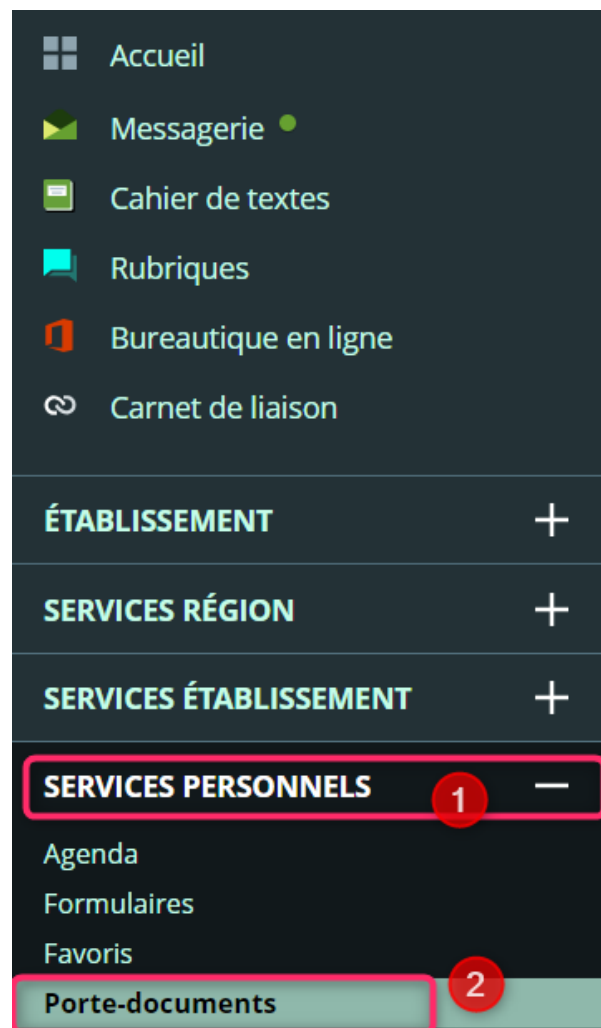 Accueil
Messagerie
Cahier de textes
Rubriques
Bureautique en ligne
Carnet de liaison
ÉTABLISSEMENT
SERVICES RÉGION
SERVICES ÉTABLISSEMENT
SERVICES PERSONNELS 1
Agenda
Formulaires
Favoris
Porte-documents 2